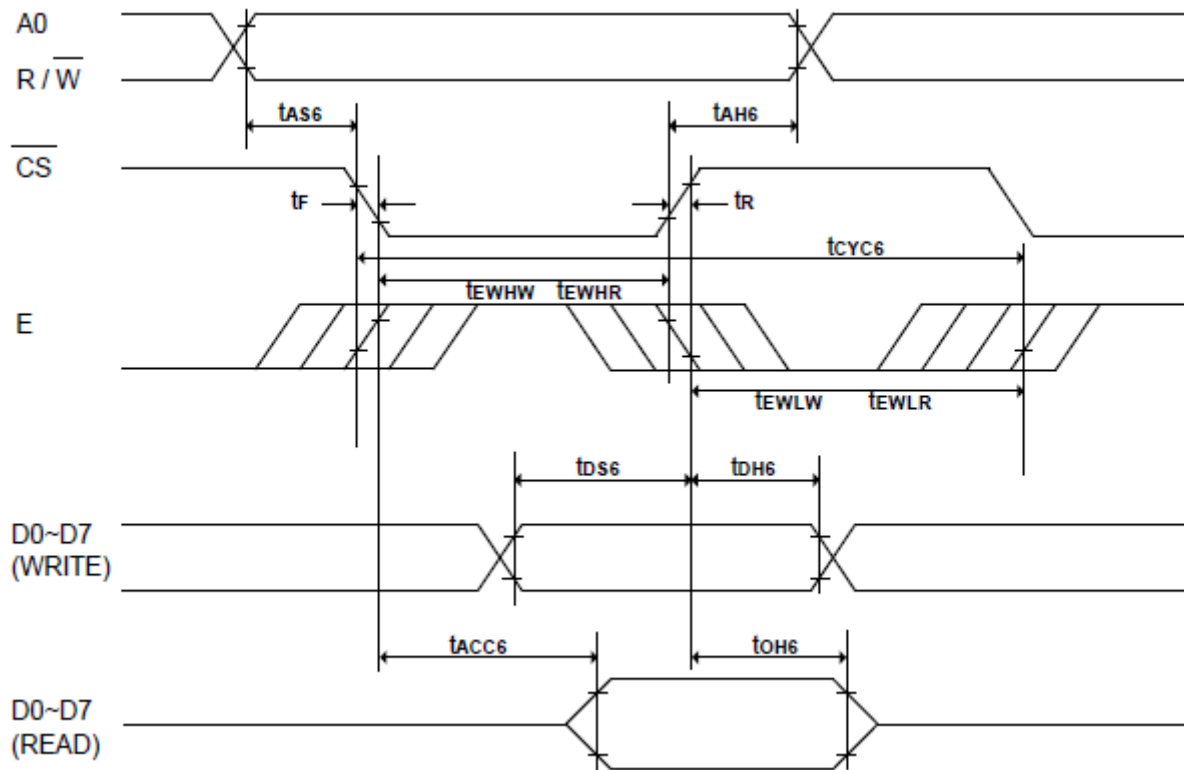 A0
R / W
tAS6 tAH6
CS
tF tR
tCYC6
tEWHW tEWHR
E
tEWLW tEWLR
tDS6 tDH6
D0~D7
(WRITE)
tACC6 tOH6
D0~D7
(READ)